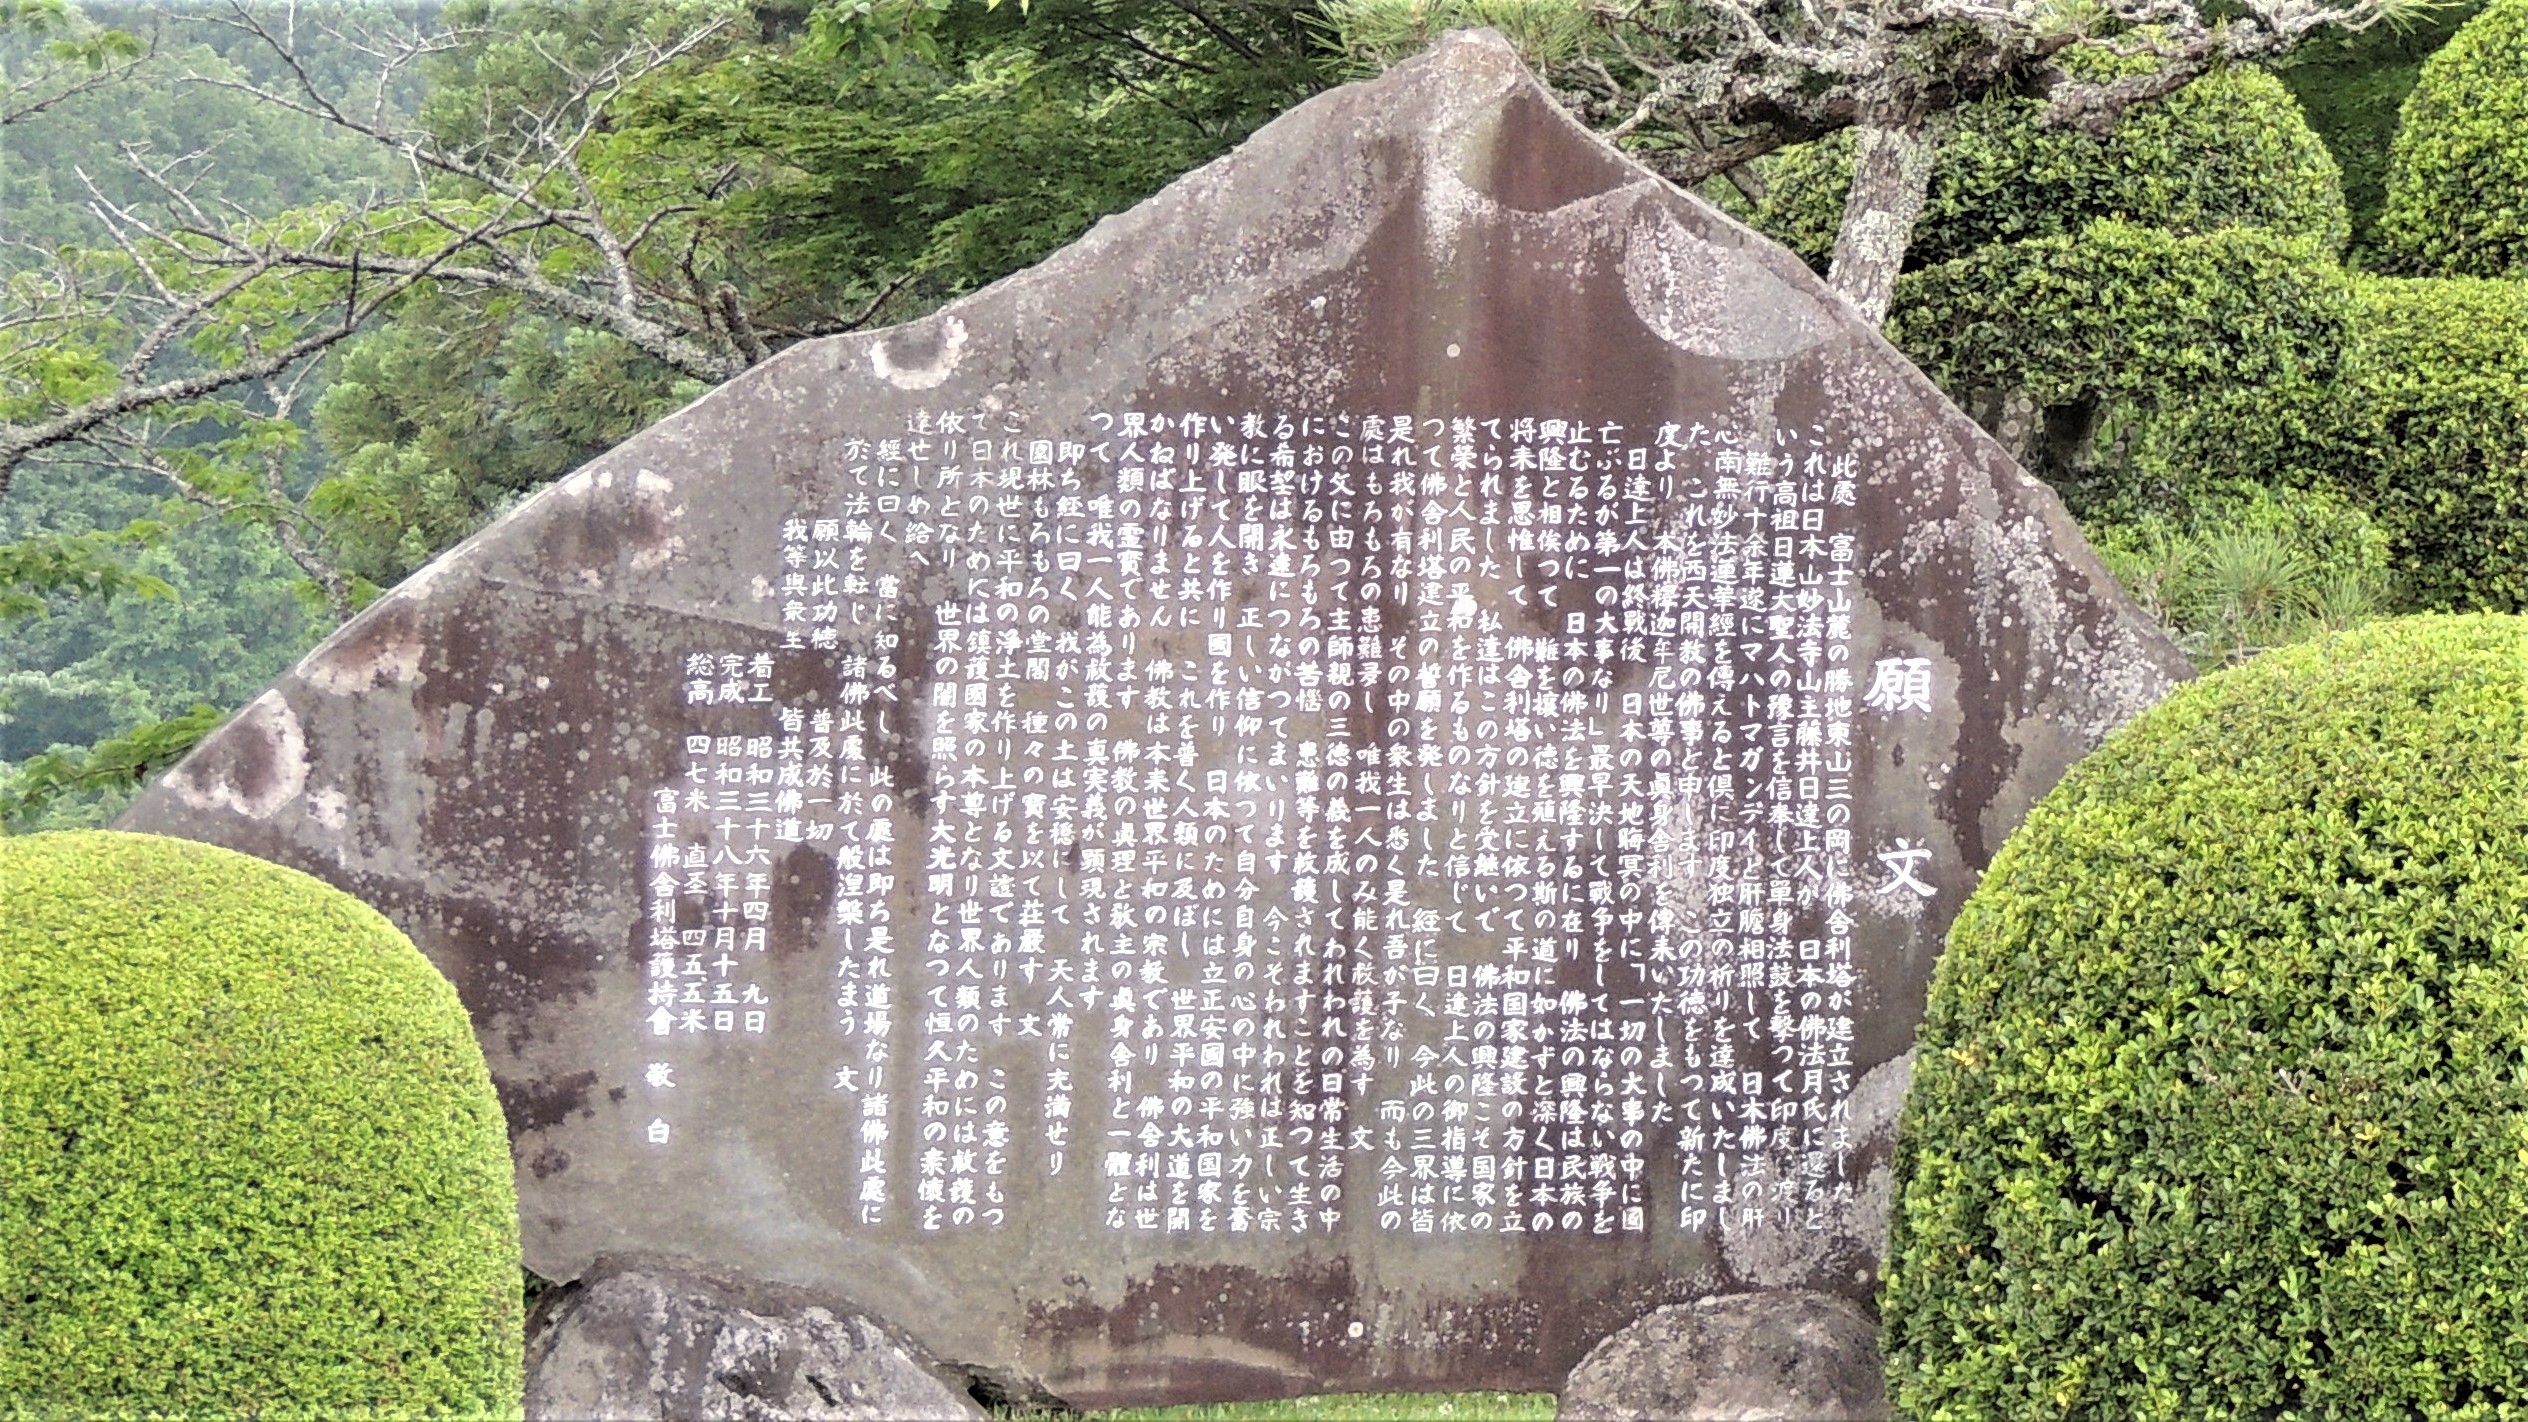 願文
此處 富士山麓の勝地東山三の岡に佛舎利塔が建立されました
これは日本山妙法寺山主藤井日達上人が 日本の佛法月氏に還ると
いう高祖日蓮大聖人の豫言を信奉して單身法鼓を撃つて印度に渡り
難行十余年遂にマハトマガンデイと肝膽相照して 日本佛法の肝
心南無妙法蓮華經を傳えると倶に印度独立の祈りを達成いたしまし
た、これを西天開教の佛事と申します この功徳をもつて新たに印
度より 本佛釋迦牟尼世尊の眞身舎利を傳来いたしました
日達上人は終戰後 日本の天地晦冥の中に「一切の大事の中に國
亡ぶるが第一の大事なり」最早決して戰争をしてはならない戦争を
止むるために 日本の佛法を興隆するに在り 佛法の興隆は民族の
興隆と相俟つて 難を攘い徳を殖える斯の道に如かずと深く日本の
将来を思惟して 佛舎利塔の建立に依つて平和国家建設の方針を立
てられました 私達はこの方針を受継いで 佛法の興隆こそ国家の
繁榮と人民の平和を作るものなりと信じて 日達上人の御指導に依
つて佛舎利塔建立の誓願を発しました 経に曰く 今此の三界は皆
是れ我が有なり その中の衆生は悉く是れ吾が子なり 而も今此の
處はもろもろの患難多し 唯我一人のみ能く救護を為す 文
この文に由つて主師親の三徳の義を成してわれわれの日常生活の中
におけるもろもろの苦惱 患難等を救護されますことを知つて生き
る希望は永遠につながつてまいります 今こそわれわれは正しい宗
教に眼を開き 正しい信仰に依つて自分自身の心の中に強い力を奮
い発して人を作り國を作り 日本のためには立正安國の平和国家を
作り上げると共に これを普く人類に及ぼし 世界平和の大道を開
かねばなりません 佛教は本来世界平和の宗教であり 佛舎利は世
界人類の霊寳であります 佛教の眞理と教主の眞身舎利と一體とな
つて 唯我一人能為救護の真実義が顕現されます
即ち経に曰く 我がこの土は安穏にして 天人常に充満せり
園林もろもろの堂閣 種々の寳を以て荘厳す 文
これ現世に平和の浄土を作り上げる文證であります この意をもつ
て日本のためには鎮護国家の本尊となり世界人類のためには救護の
依り所となり 世界の闇を照らす大光明となつて恒久平和の素懐を
達せしめ給へ
經に曰く 當に知るべし 此の處は即ち是れ道場なり諸佛此處に
於て法輪を転じ 諸佛此處に於て般涅槃したまう 文
願以此功徳 普及於一切
我等與衆生 皆共成佛道
着工 昭和三十六年四月 九日
完成 昭和三十八年十月十五日
総高 四七米 直圣 四五、五米
富士佛舎利塔護持會 敬白